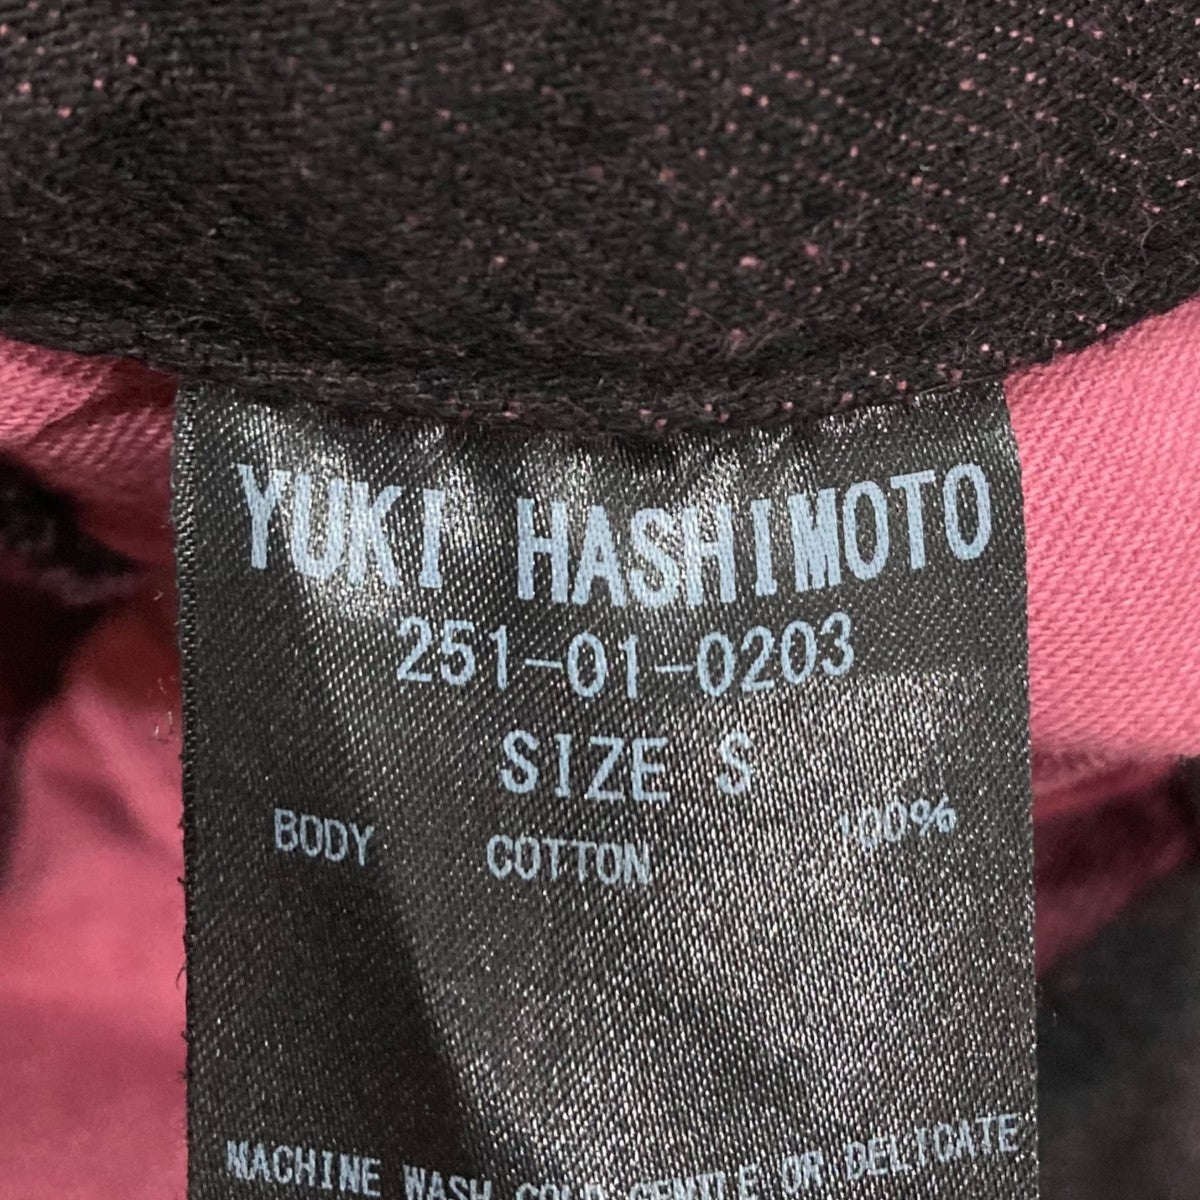 YUKI HASHIMOTO
251-01-0203
SIZE S
BODY COTTON 100%
MACHINE WASH COLD GENTLE OR DELICATE